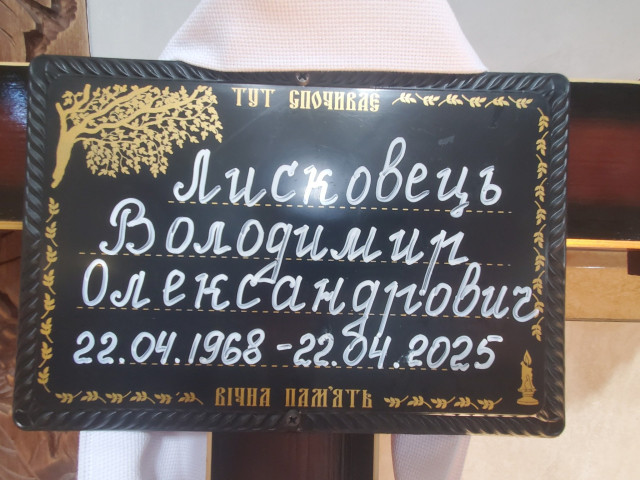 ТУТ СПОЧИВАЄ
Лисковець
Володимир
Олександрович
22.04.1968 - 22.04.2025
ВІЧНА ПАМ'ЯТЬ